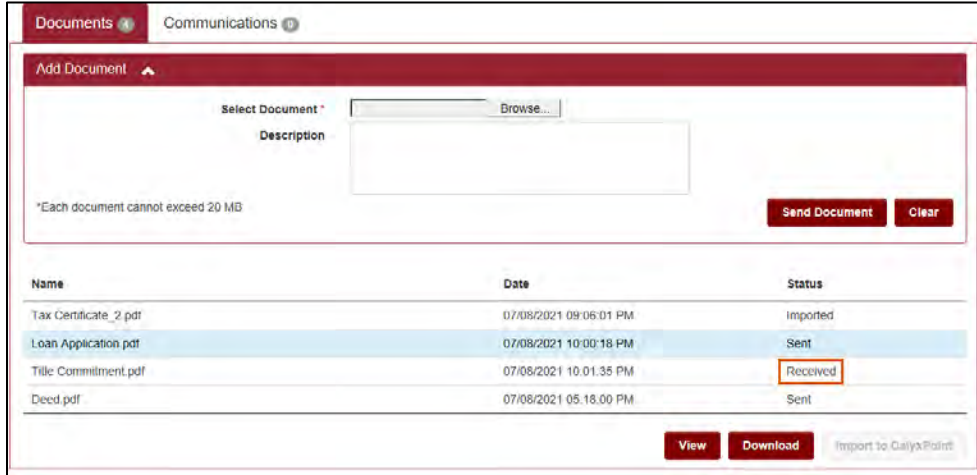 Documents 4 Communications 0
Add Document
Select Document * Browse...
Description
*Each document cannot exceed 20 MB
Send Document Clear
Name Date Status
Tax Certificate_2.pdf 07/08/2021 09:06:01 PM Imported
Loan Application.pdf 07/08/2021 10:00:18 PM Sent
Title Commitment.pdf 07/08/2021 10:01:35 PM Received
Deed.pdf 07/08/2021 05:18:00 PM Sent
View Download Import to CalyxPoint